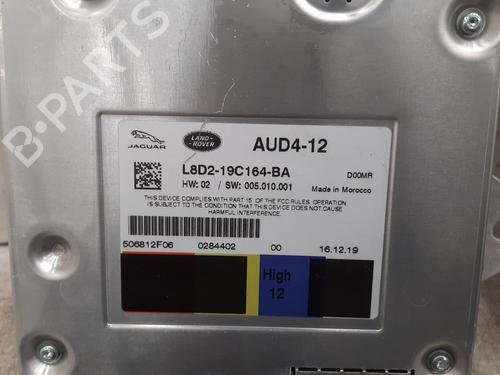 B-PARTS
JAGUAR
LAND-
ROVER
AUD4-12
L8D2-19C164-BA
D00MR
HW: 02 / SW: 005.010.001
Made in Morocco
THIS DEVICE COMPLIES WITH PART 15 OF THE FCC RULES. OPERATION
IS SUBJECT TO THE CONDITION THAT THIS DEVICE DOES NOT CAUSE
HARMFUL INTERFERENCE.
506812F06 0284402 00 16.12.19
High
12